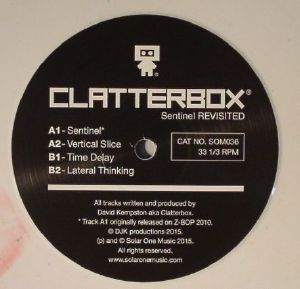 CLATTERBOX®
Sentinel REVISITED
A1 - Sentinel*
A2 - Vertical Slice
B1 - Time Delay
B2 - Lateral Thinking
CAT NO. SOM036
33 1/3 RPM
All tracks written and produced by
David Kempston aka Clatterbox.
* Track A1 originally released on Z-BOP 2010.
© DJK productions 2015.
(p) and © Solar One Music 2015.
All rights reserved.
www.solaronemusic.com